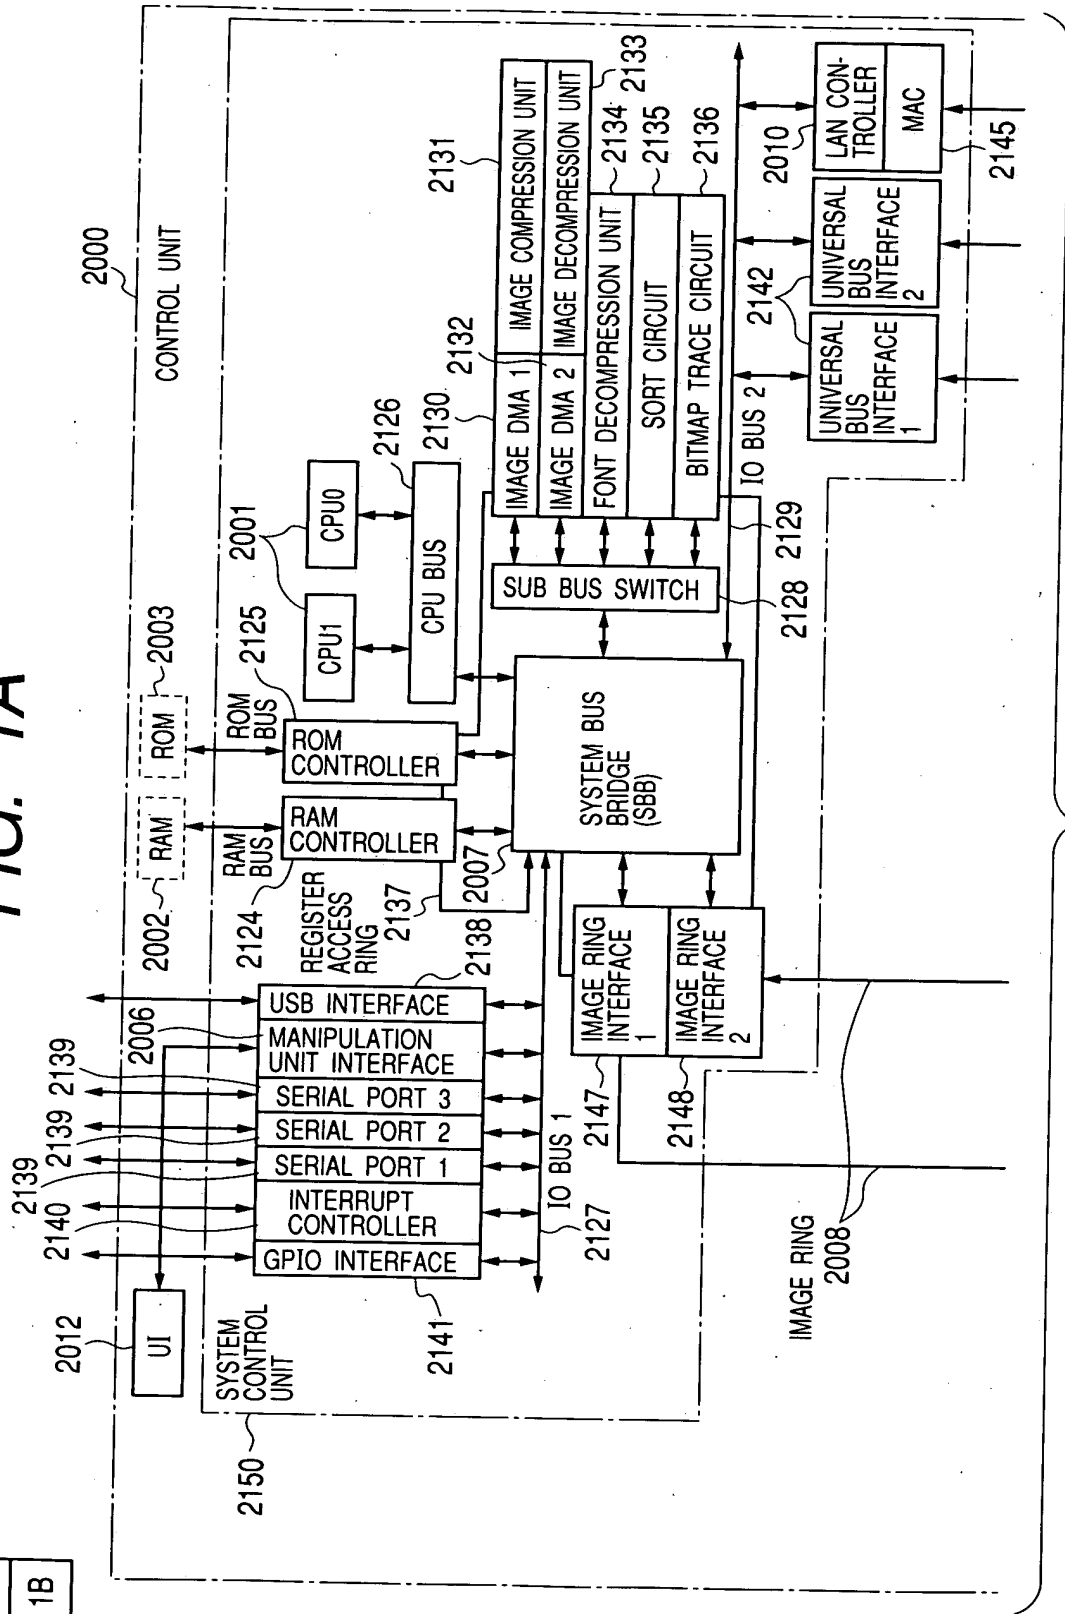 FIG. 1A
1B
2000
CONTROL UNIT
2150
SYSTEM
CONTROL
UNIT
2012
UI
2002
RAM
2003
ROM
RAM BUS
ROM
BUS
2124
RAM
CONTROLLER
2125
ROM
CONTROLLER
2001
CPU1
CPU0
2126
CPU BUS
REGISTER
ACCESS
RING
2137
2007
SYSTEM BUS
BRIDGE
(SBB)
2141
GPIO INTERFACE
2140
INTERRUPT
CONTROLLER
2139
SERIAL PORT 1
2139
SERIAL PORT 2
2139
SERIAL PORT 3
2006
MANIPULATION
UNIT INTERFACE
2138
USB INTERFACE
IO BUS 1
2127
2130
IMAGE DMA 1
2131
IMAGE COMPRESSION UNIT
2132
IMAGE DMA 2
2133
IMAGE DECOMPRESSION UNIT
2134
FONT DECOMPRESSION UNIT
2135
SORT CIRCUIT
2136
BITMAP TRACE CIRCUIT
SUB BUS SWITCH
2128
2129
IO BUS 2
2147
IMAGE RING
INTERFACE
1
2148
IMAGE RING
INTERFACE
2
IMAGE RING
2008
2142
UNIVERSAL
BUS
INTERFACE
1
UNIVERSAL
BUS
INTERFACE
2
2010
LAN CON-
TROLLER
MAC
2145